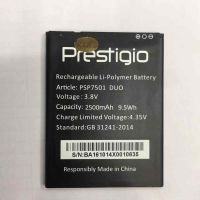 Prestigio
Rechargeable Li-Polymer Battery
Article: PSP7501 DUO
Voltage: 3.8V
Capacity: 2500mAh 9.5Wh
Charge Limited Voltage: 4.35V
Standard: GB 31241-2014
S/N:BA161014X0010635
Responsibly Made in China